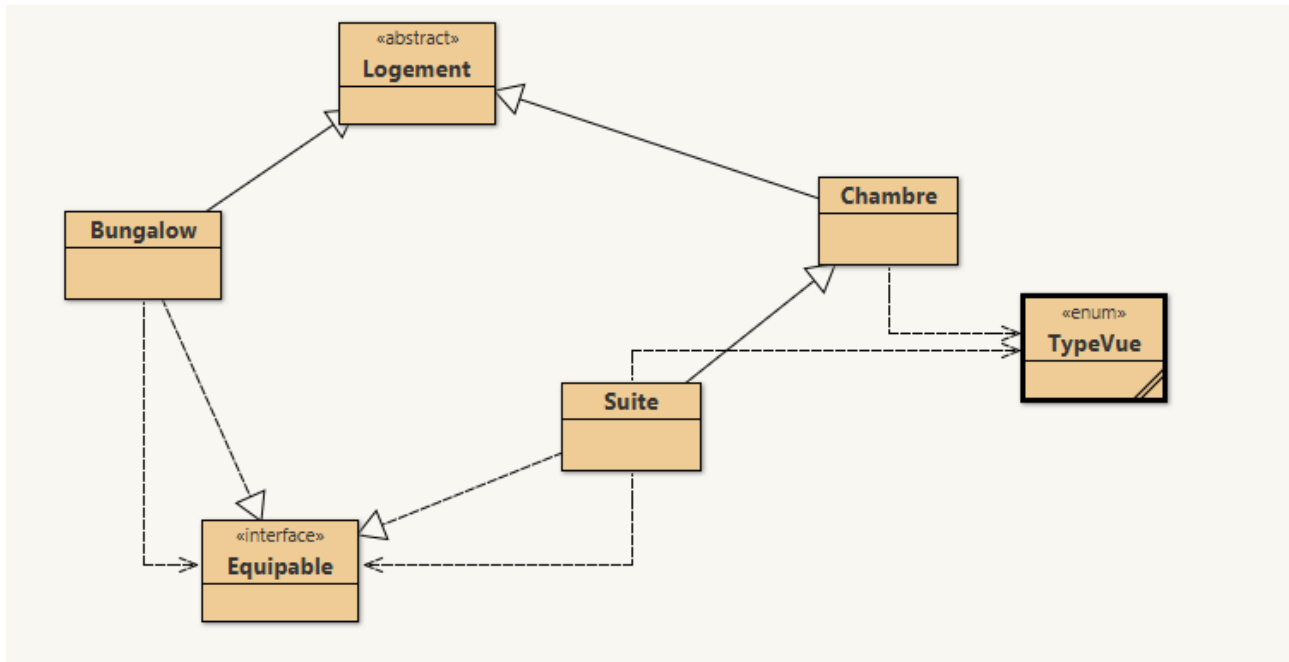 «abstract»
Logement
Chambre
Bungalow
«enum»
TypeVue
Suite
«interface»
Equipable